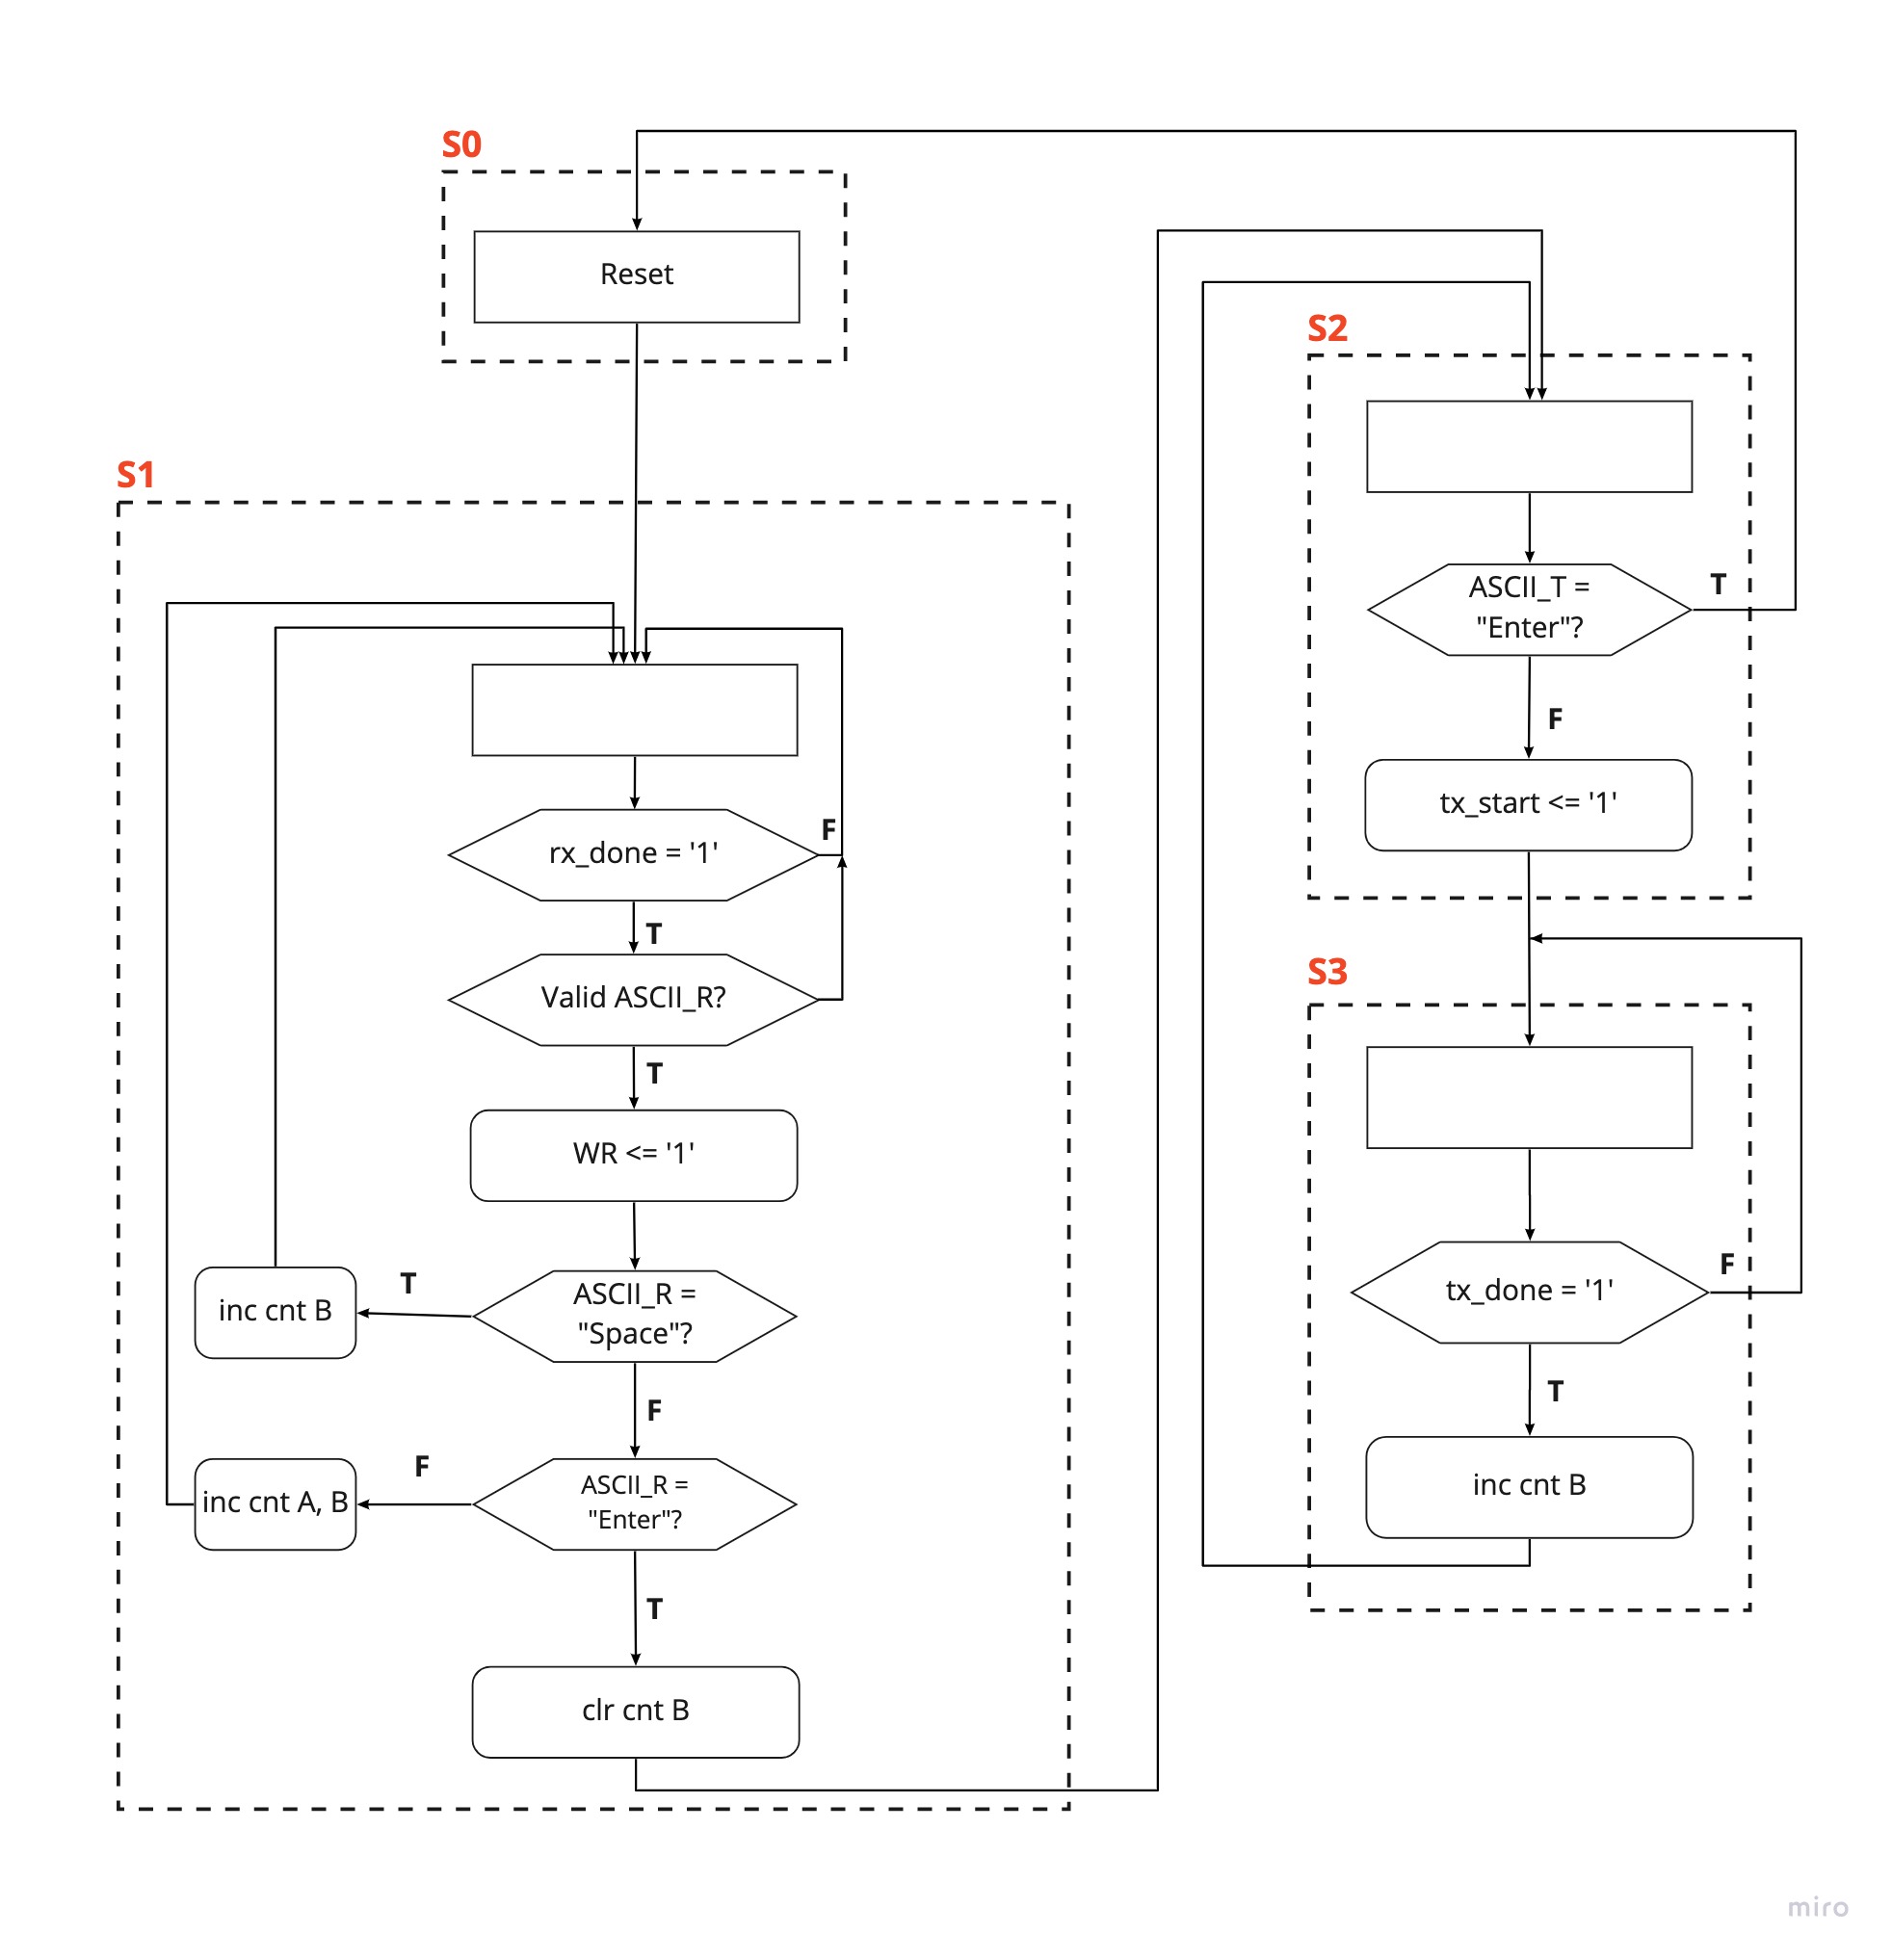 S0
Reset
S1
rx_done = '1'
F
T
Valid ASCII_R?
T
WR <= '1'
ASCII_R =
"Space"?
T
inc cnt B
F
ASCII_R =
"Enter"?
F
inc cnt A, B
T
clr cnt B
S2
ASCII_T =
"Enter"?
T
F
tx_start <= '1'
S3
tx_done = '1'
F
T
inc cnt B
miro